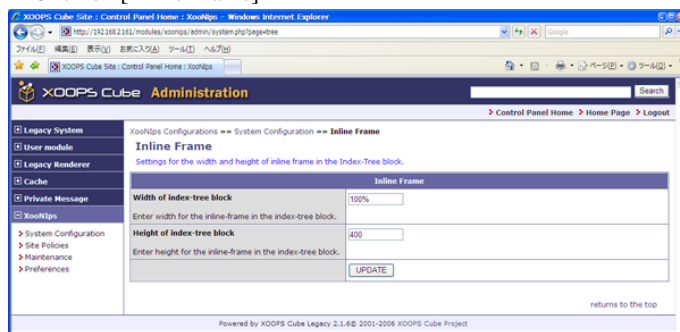 XOOPS Cube Site : Control Panel Home : XooNIps - Windows Internet Explorer
http://192.168.2.161/modules/xoonips/admin/system.php?page=tree
Google
ファイル(F) 編集(E) 表示(V) お気に入り(A) ツール(T) ヘルプ(H)
XOOPS Cube Site : Control Panel Home : XooNIps
ページ(P) ツール(O)
XOOPS Cube Administration
Search
Control Panel Home Home Page Logout
Legacy System
User module
Legacy Renderer
Cache
Private Message
XooNIps
System Configuration
Site Policies
Maintenance
Preferences
XooNIps Configurations »» System Configuration »» Inline Frame
Inline Frame
Settings for the width and height of inline frame in the Index-Tree block.
Inline Frame
Width of index-tree block
100%
Enter width for the inline-frame in the index-tree block.
Height of index-tree block
400
Enter height for the inline-frame in the index-tree block.
UPDATE
returns to the top
Powered by XOOPS Cube Legacy 2.1.6© 2001-2006 XOOPS Cube Project